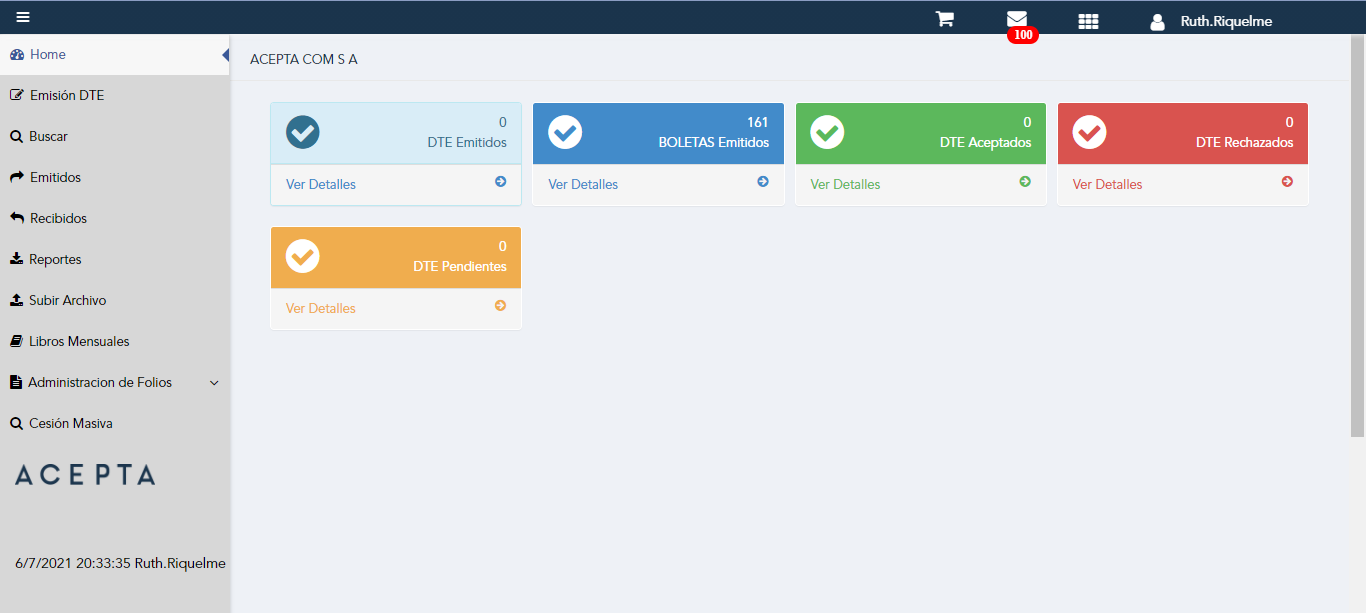 100
Ruth.Riquelme
Home
Emisión DTE
Buscar
Emitidos
Recibidos
Reportes
Subir Archivo
Libros Mensuales
Administracion de Folios
Cesión Masiva
ACEPTA
6/7/2021 20:33:35 Ruth.Riquelme
ACEPTA COM S A
0
DTE Emitidos
Ver Detalles
161
BOLETAS Emitidos
Ver Detalles
0
DTE Aceptados
Ver Detalles
0
DTE Rechazados
Ver Detalles
0
DTE Pendientes
Ver Detalles